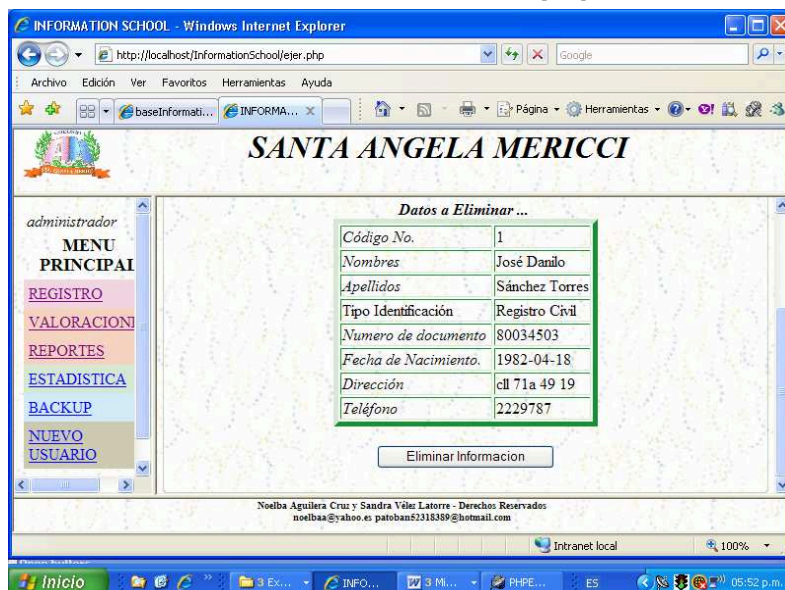 INFORMATION SCHOOL - Windows Internet Explorer
http://localhost/InformationSchool/ejer.php
Google
Archivo Edición Ver Favoritos Herramientas Ayuda
baseInformati... INFORMA... X Página Herramientas
SANTA ANGELA MERICCI
administrador
MENU
PRINCIPAL
REGISTRO
VALORACIONI
REPORTES
ESTADISTICA
BACKUP
NUEVO
USUARIO
Datos a Eliminar ...
Código No. 1
Nombres José Danilo
Apellidos Sánchez Torres
Tipo Identificación Registro Civil
Numero de documento 80034503
Fecha de Nacimiento. 1982-04-18
Dirección cll 71a 49 19
Teléfono 2229787
Eliminar Informacion
Noelba Aguilera Cruz y Sandra Vélez Latorre - Derechos Reservados
noelbaa@yahoo.es patoban52318389@hotmail.com
Intranet local 100%
Inicio 3 Ex... INFO... 3 Mi... PHPE... ES 05:52 p.m.